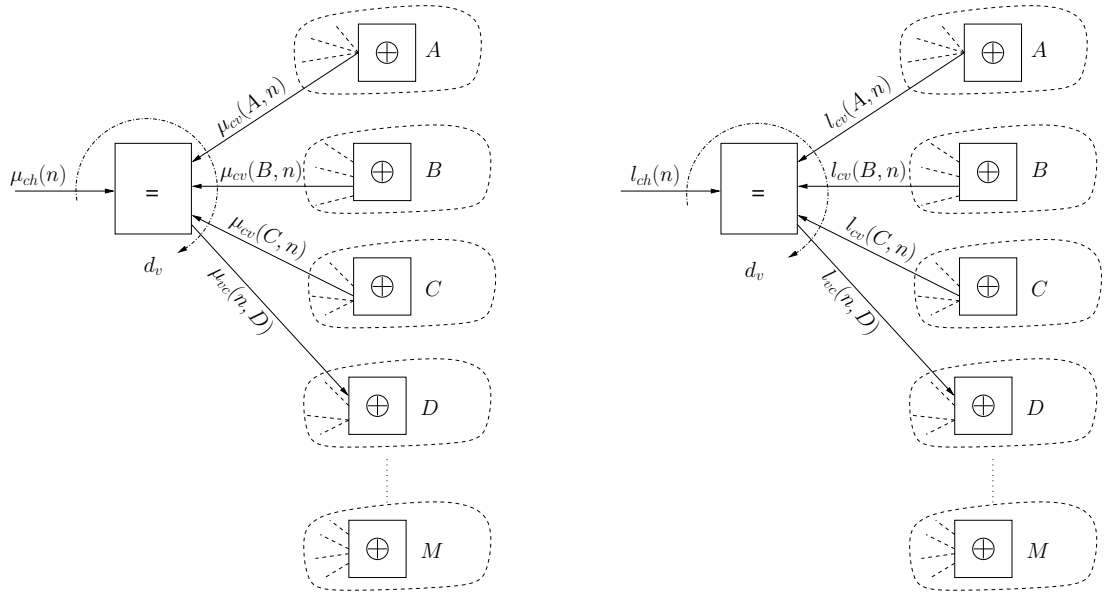 A
μ_cv(A, n)
μ_ch(n)
=
μ_cv(B, n)
B
μ_cv(C, n)
C
d_v
μ_vc(n, D)
D
M
A
l_cv(A, n)
l_ch(n)
=
l_cv(B, n)
B
l_cv(C, n)
C
d_v
l_vc(n, D)
D
M